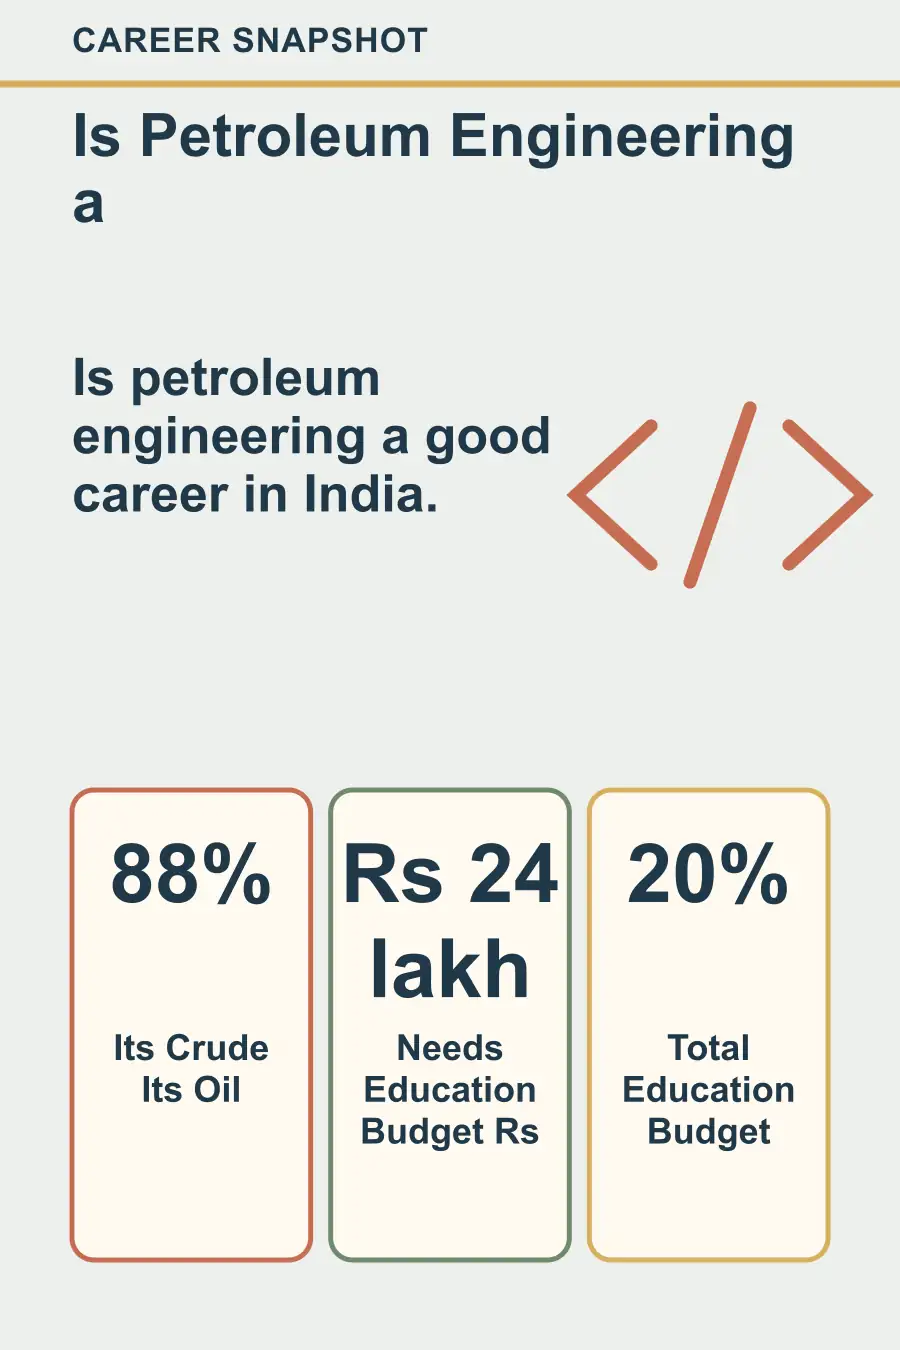 CAREER SNAPSHOT
Is Petroleum Engineering
a
Is petroleum
engineering a good
career in India.
88%
Its Crude
Its Oil
Rs 24
lakh
Needs
Education
Budget Rs
20%
Total
Education
Budget